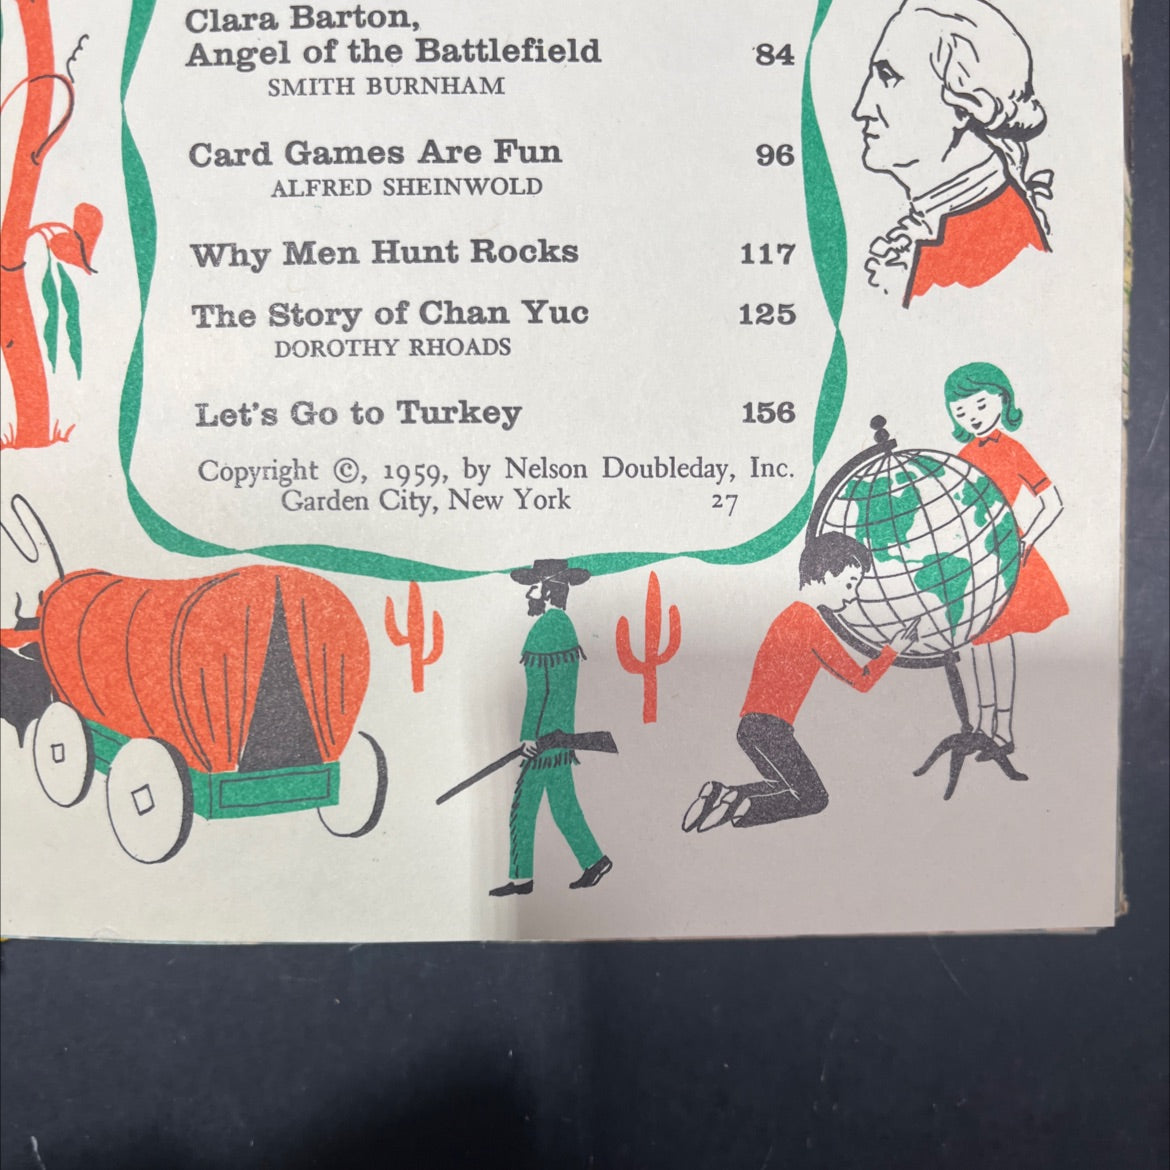 Clara Barton,
Angel of the Battlefield 84
SMITH BURNHAM
Card Games Are Fun 96
ALFRED SHEINWOLD
Why Men Hunt Rocks 117
The Story of Chan Yuc 125
DOROTHY RHOADS
Let's Go to Turkey 156
Copyright ©, 1959, by Nelson Doubleday, Inc.
Garden City, New York 27